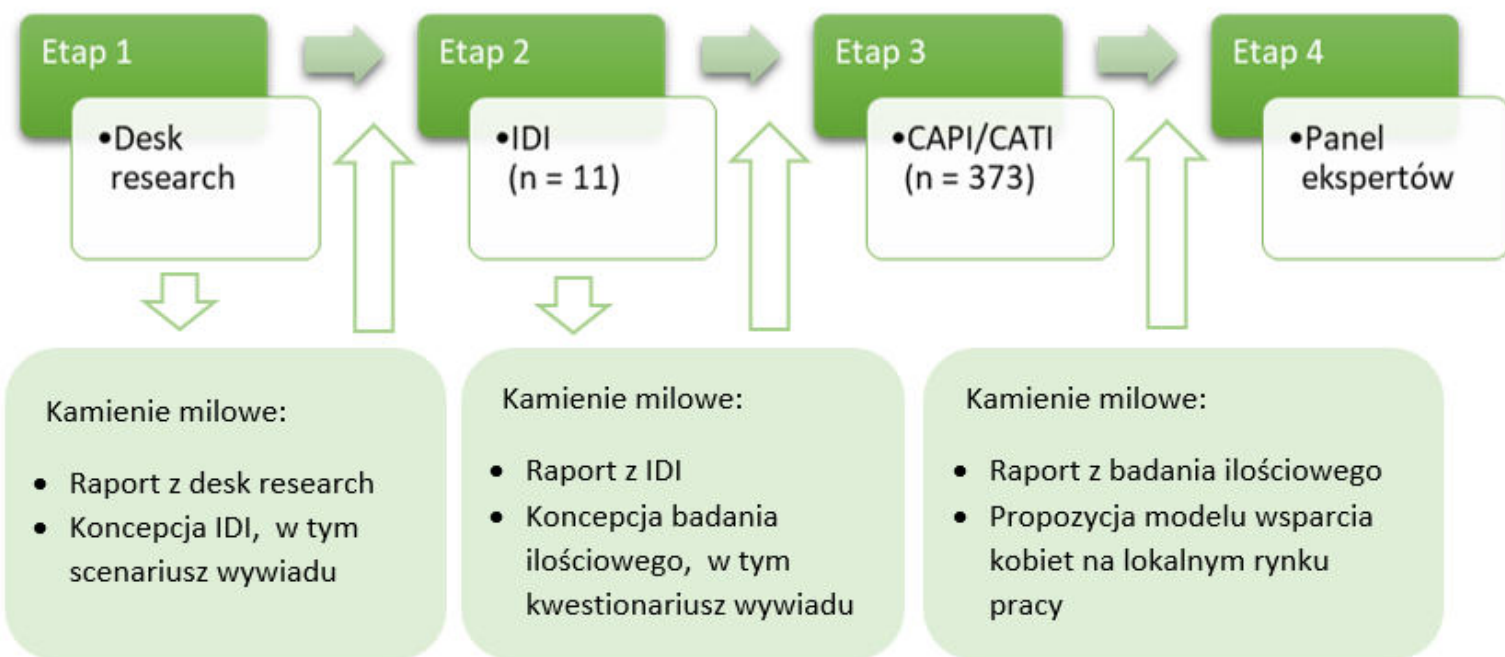 Etap 1
•Desk
research
Etap 2
•IDI
(n = 11)
Etap 3
•CAPI/CATI
(n = 373)
Etap 4
•Panel
ekspertów
Kamienie milowe:
• Raport z desk research
• Koncepcja IDI,  w tym
scenariusz wywiadu
Kamienie milowe:
• Raport z IDI
• Koncepcja badania
ilościowego,  w tym
kwestionariusz wywiadu
Kamienie milowe:
• Raport z badania ilościowego
• Propozycja modelu wsparcia
kobiet na lokalnym rynku
pracy